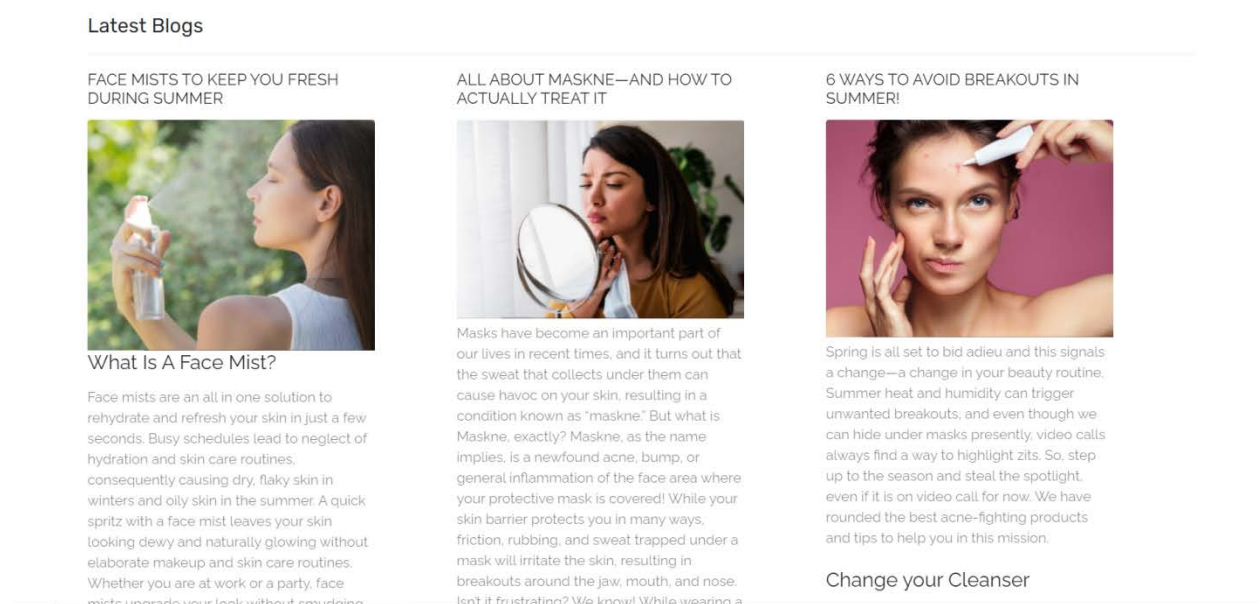 Latest Blogs
FACE MISTS TO KEEP YOU FRESH
DURING SUMMER
What Is A Face Mist?
Face mists are an all in one solution to
rehydrate and refresh your skin in just a few
seconds. Busy schedules lead to neglect of
hydration and skin care routines,
consequently causing dry, flaky skin in
winters and oily skin in the summer. A quick
spritz with a face mist leaves your skin
looking dewy and naturally glowing without
elaborate makeup and skin care routines.
Whether you are at work or a party, face
mists upgrade your look without smudging
ALL ABOUT MASKNE—AND HOW TO
ACTUALLY TREAT IT
Masks have become an important part of
our lives in recent times, and it turns out that
the sweat that collects under them can
cause havoc on your skin, resulting in a
condition known as “maskne.” But what is
Maskne, exactly? Maskne, as the name
implies, is a newfound acne, bump, or
general inflammation of the face area where
your protective mask is covered! While your
skin barrier protects you in many ways,
friction, rubbing, and sweat trapped under a
mask will irritate the skin, resulting in
breakouts around the jaw, mouth, and nose.
Isn't it frustrating? We know! While wearing a
6 WAYS TO AVOID BREAKOUTS IN
SUMMER!
Spring is all set to bid adieu and this signals
a change—a change in your beauty routine.
Summer heat and humidity can trigger
unwanted breakouts, and even though we
can hide under masks presently, video calls
always find a way to highlight zits. So, step
up to the season and steal the spotlight,
even if it is on video call for now. We have
rounded the best acne-fighting products
and tips to help you in this mission.
Change your Cleanser